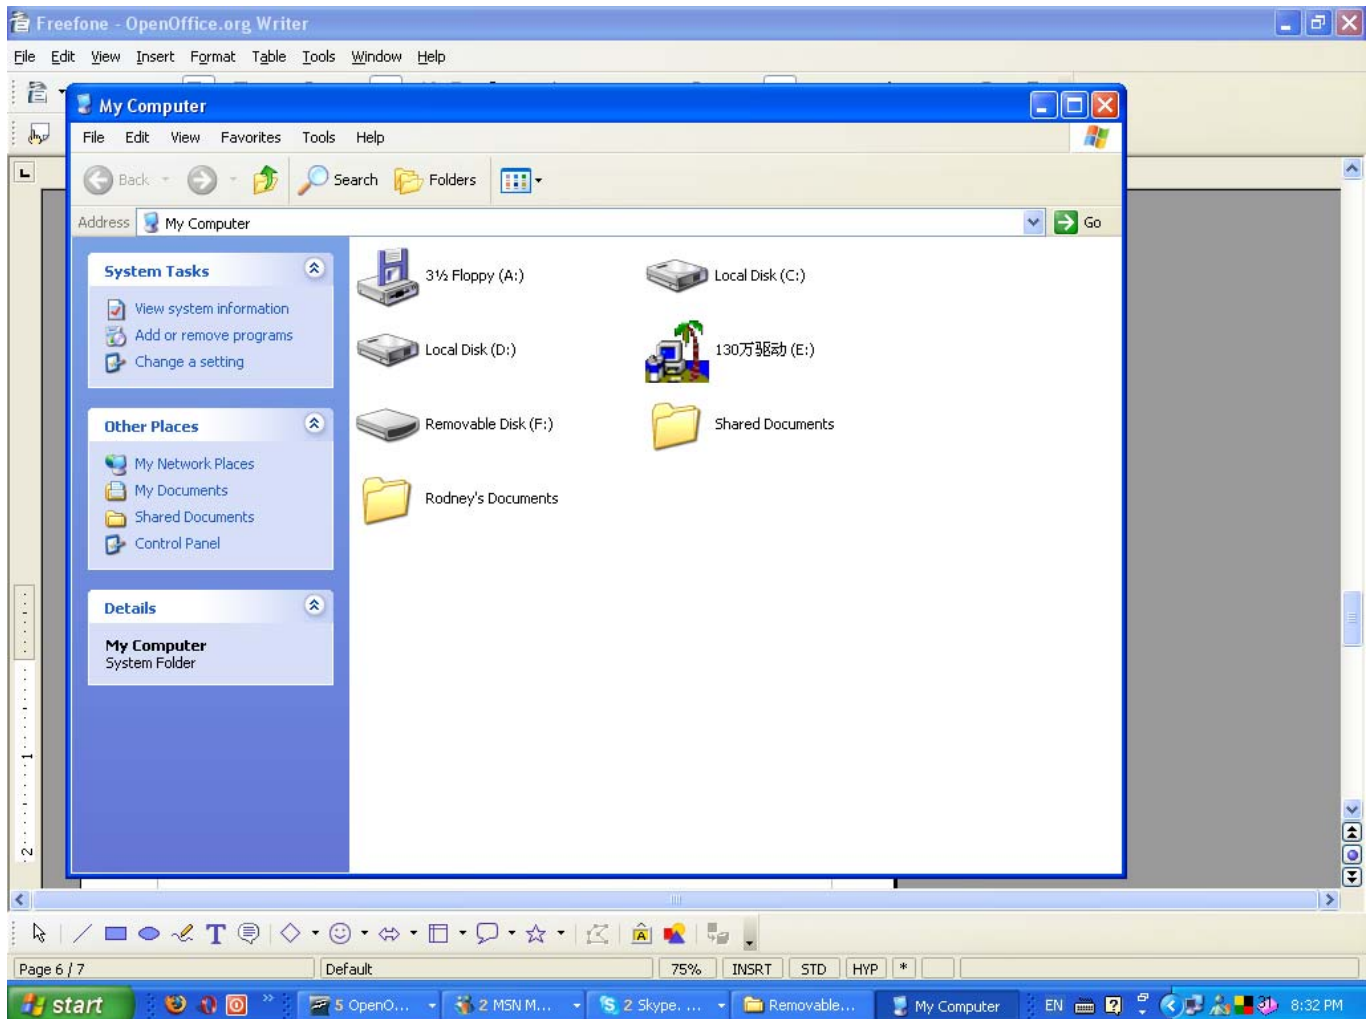 Freefone - OpenOffice.org Writer
File Edit View Insert Format Table Tools Window Help
My Computer
File Edit View Favorites Tools Help
Back Search Folders
Address My Computer Go
System Tasks
View system information
Add or remove programs
Change a setting
Other Places
My Network Places
My Documents
Shared Documents
Control Panel
Details
My Computer
System Folder
3½ Floppy (A:) Local Disk (C:)
Local Disk (D:) 130万驱动 (E:)
Removable Disk (F:) Shared Documents
Rodney's Documents
1
2
Page 6 / 7 Default 75% INSRT STD HYP *
start 5 OpenO... 2 MSN M... 2 Skype. ... Removable... My Computer EN 31 8:32 PM